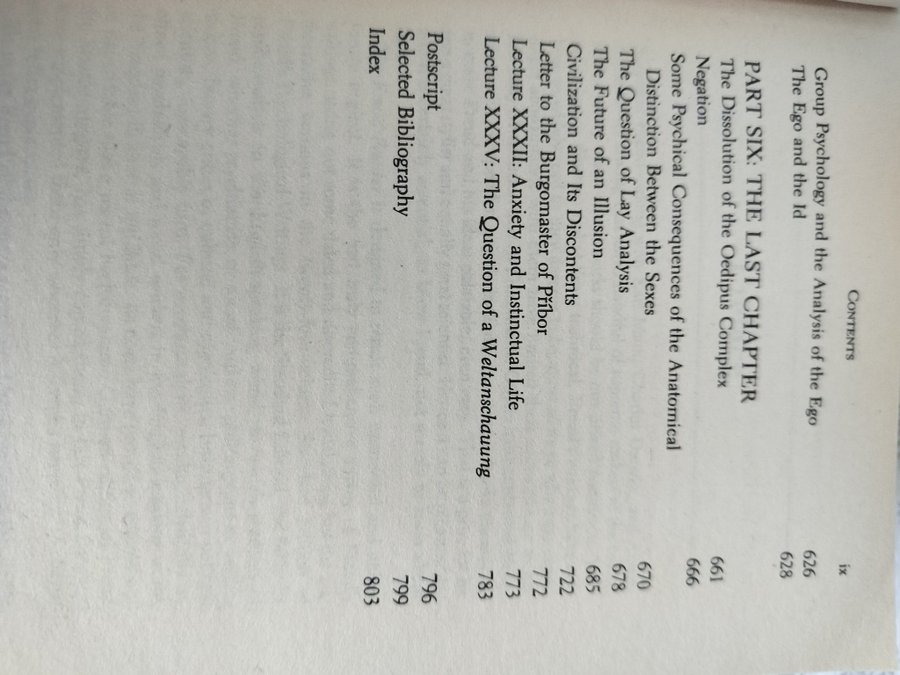 CONTENTS ix
Group Psychology and the Analysis of the Ego 626
The Ego and the Id 628
PART SIX: THE LAST CHAPTER
The Dissolution of the Oedipus Complex 661
Negation 666
Some Psychical Consequences of the Anatomical
Distinction Between the Sexes 670
The Question of Lay Analysis 678
The Future of an Illusion 685
Civilization and Its Discontents 722
Letter to the Burgomaster of Příbor 772
Lecture XXXII: Anxiety and Instinctual Life 773
Lecture XXXV: The Question of a Weltanschauung 783
Postscript 796
Selected Bibliography 799
Index 803